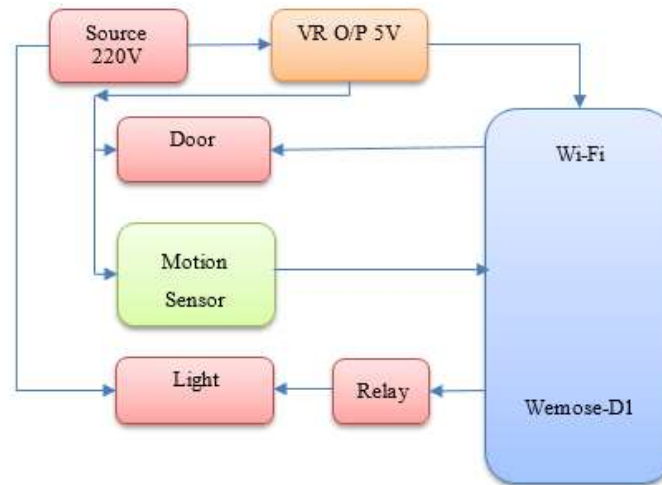 Source
220V
VR O/P 5V
Door
Wi-Fi
Motion
Sensor
Light
Relay
Wemose-D1